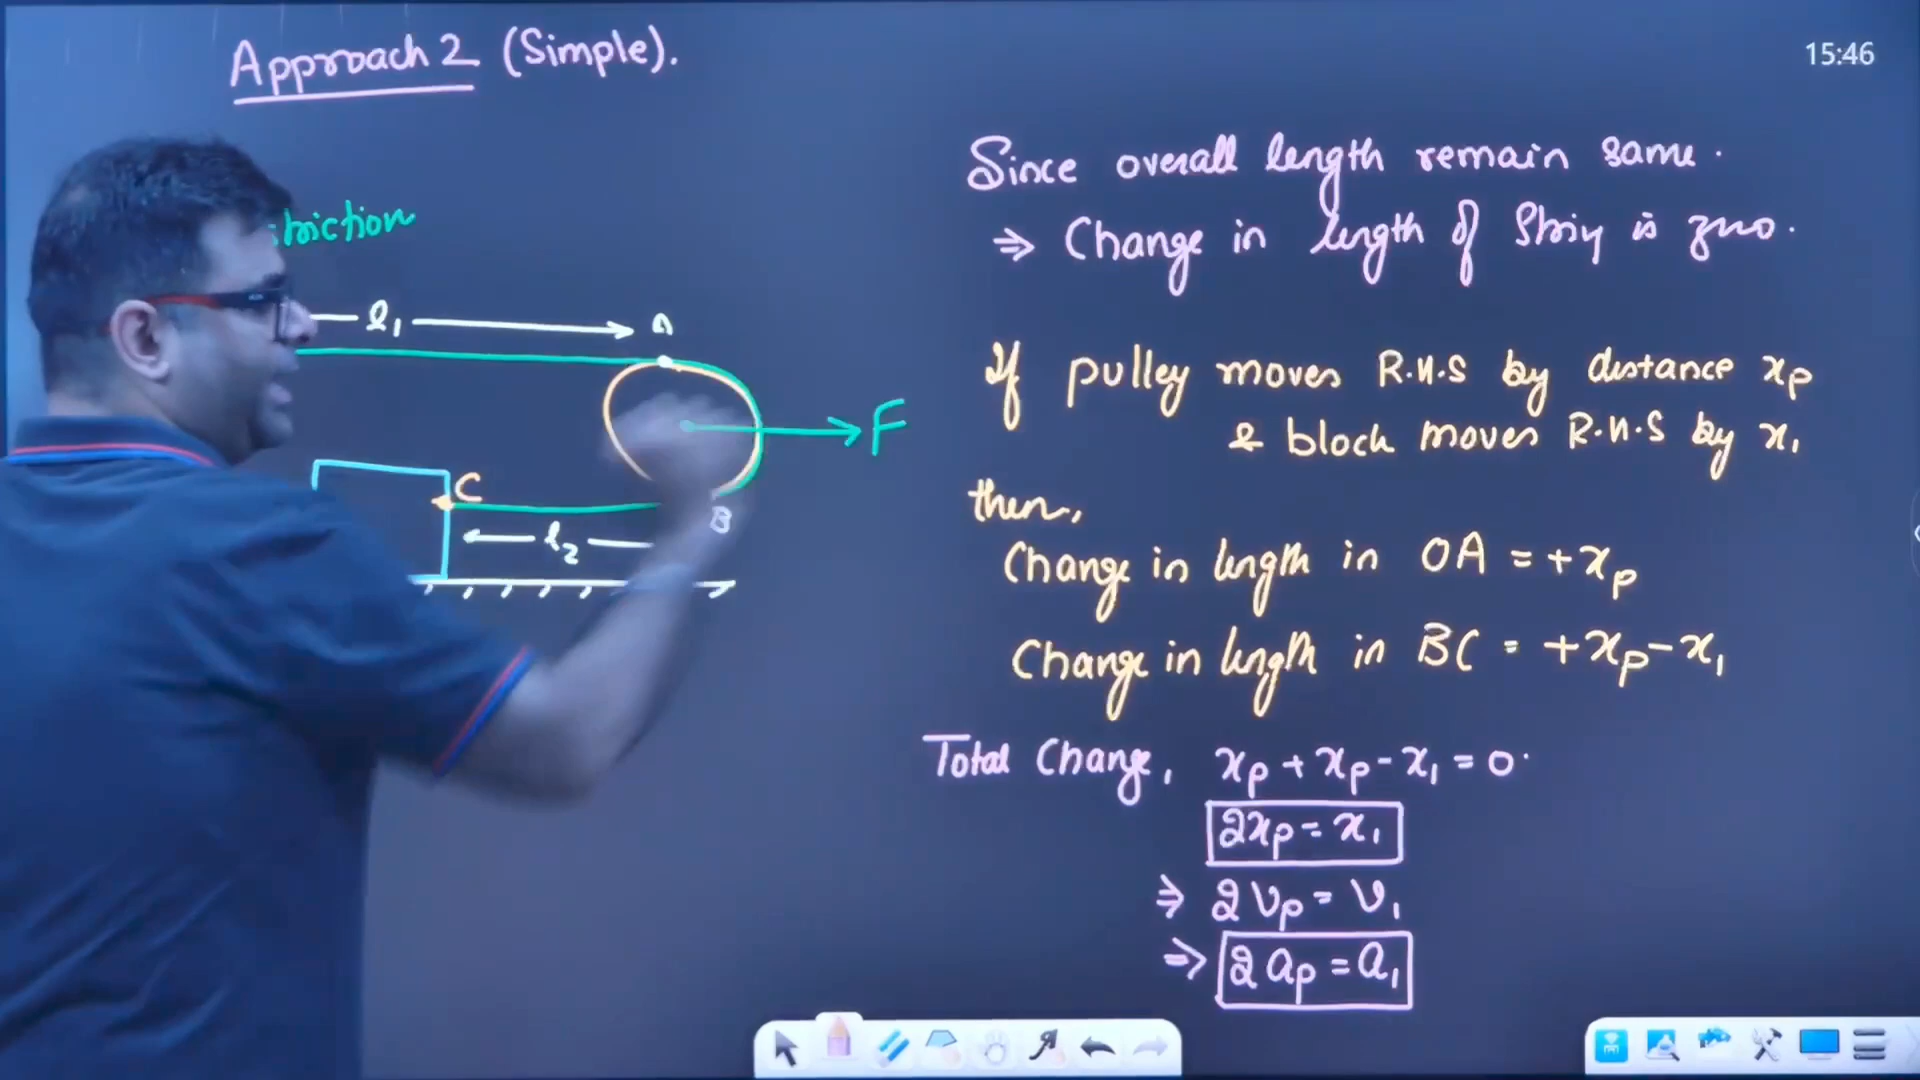 Approach 2 (Simple).
15:46
striction
l₁
A
F
C
l₂
B
Since overall length remain same.
⇒ Change in length of String is zero.
If pulley moves R.H.S by distance xₚ
& block moves R.H.S by x₁
then,
Change in length in OA = +xₚ
Change in length in BC = +xₚ-x₁
Total Change, xₚ+xₚ-x₁=0.
2xₚ=x₁
⇒ 2vₚ=v₁
⇒ 2aₚ=a₁